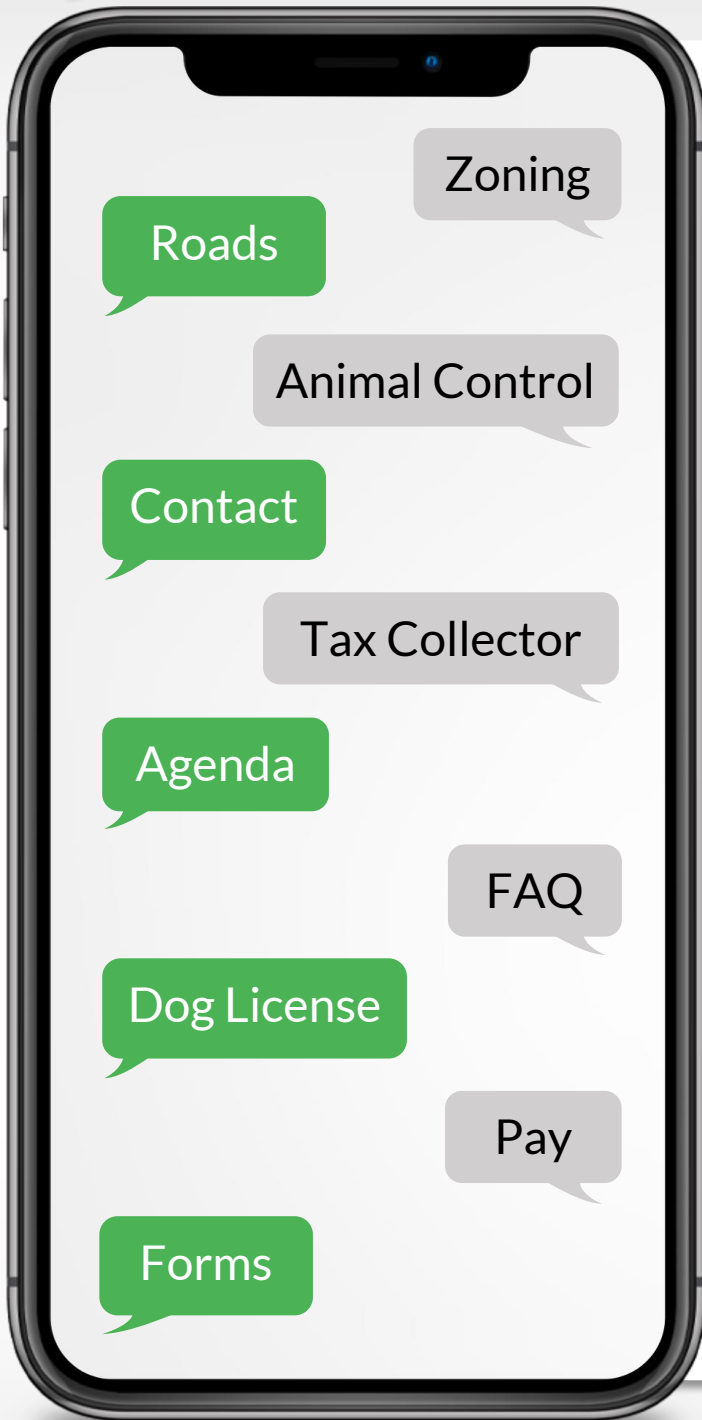 Zoning
Roads
Animal Control
Contact
Tax Collector
Agenda
FAQ
Dog License
Pay
Forms